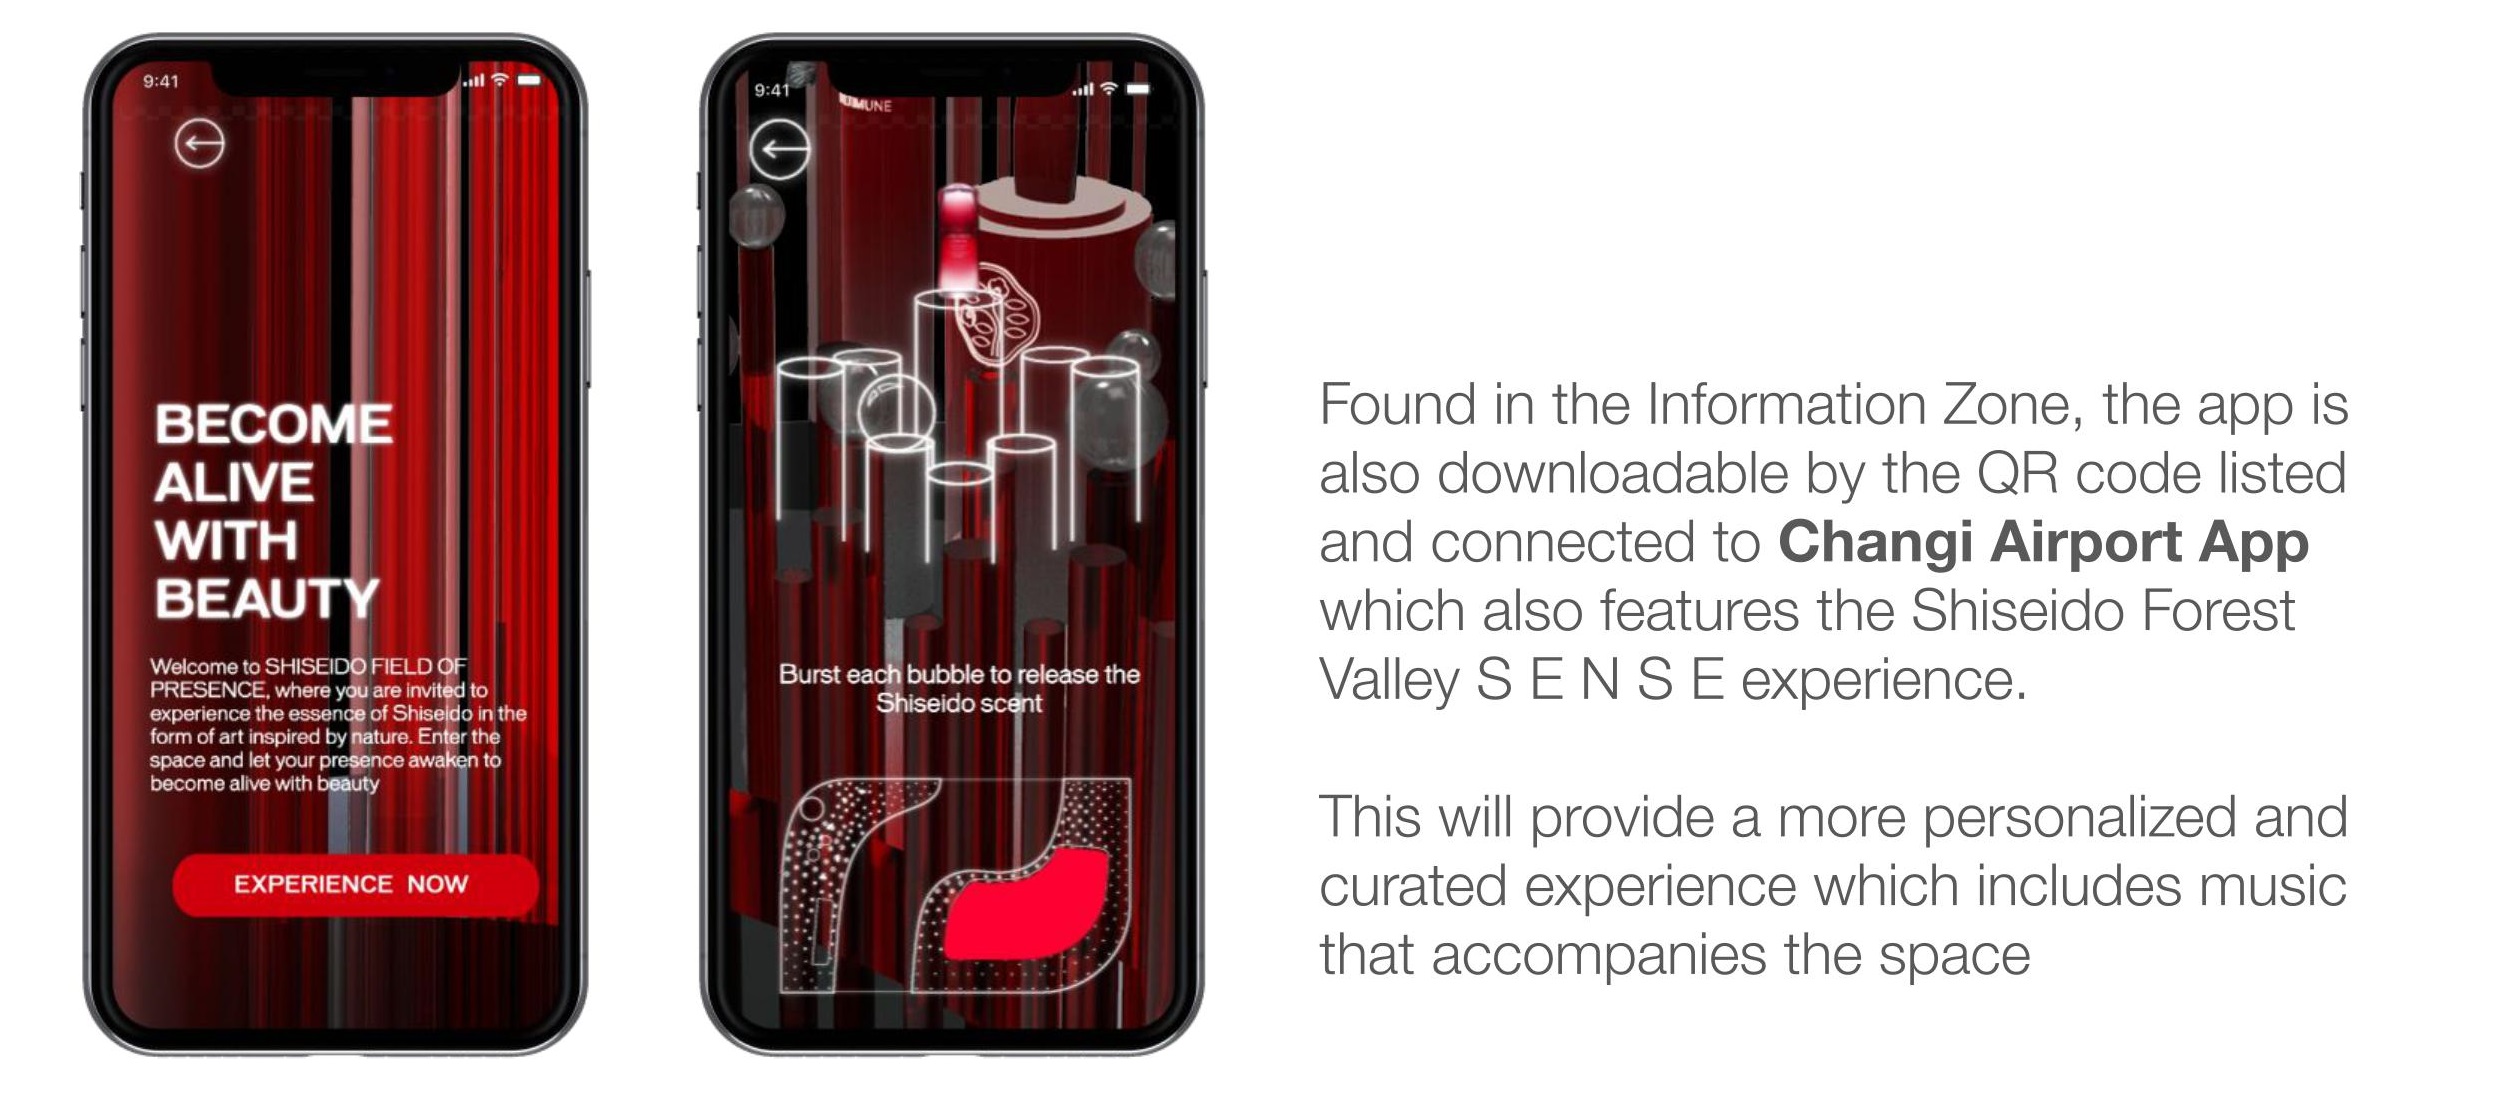 9:41
BECOME
ALIVE
WITH
BEAUTY
Welcome to SHISEIDO FIELD OF
PRESENCE, where you are invited to
experience the essence of Shiseido in the
form of art inspired by nature. Enter the
space and let your presence awaken to
become alive with beauty
EXPERIENCE NOW
9:41
Burst each bubble to release the
Shiseido scent
Found in the Information Zone, the app is
also downloadable by the QR code listed
and connected to Changi Airport App
which also features the Shiseido Forest
Valley S E N S E experience.
This will provide a more personalized and
curated experience which includes music
that accompanies the space